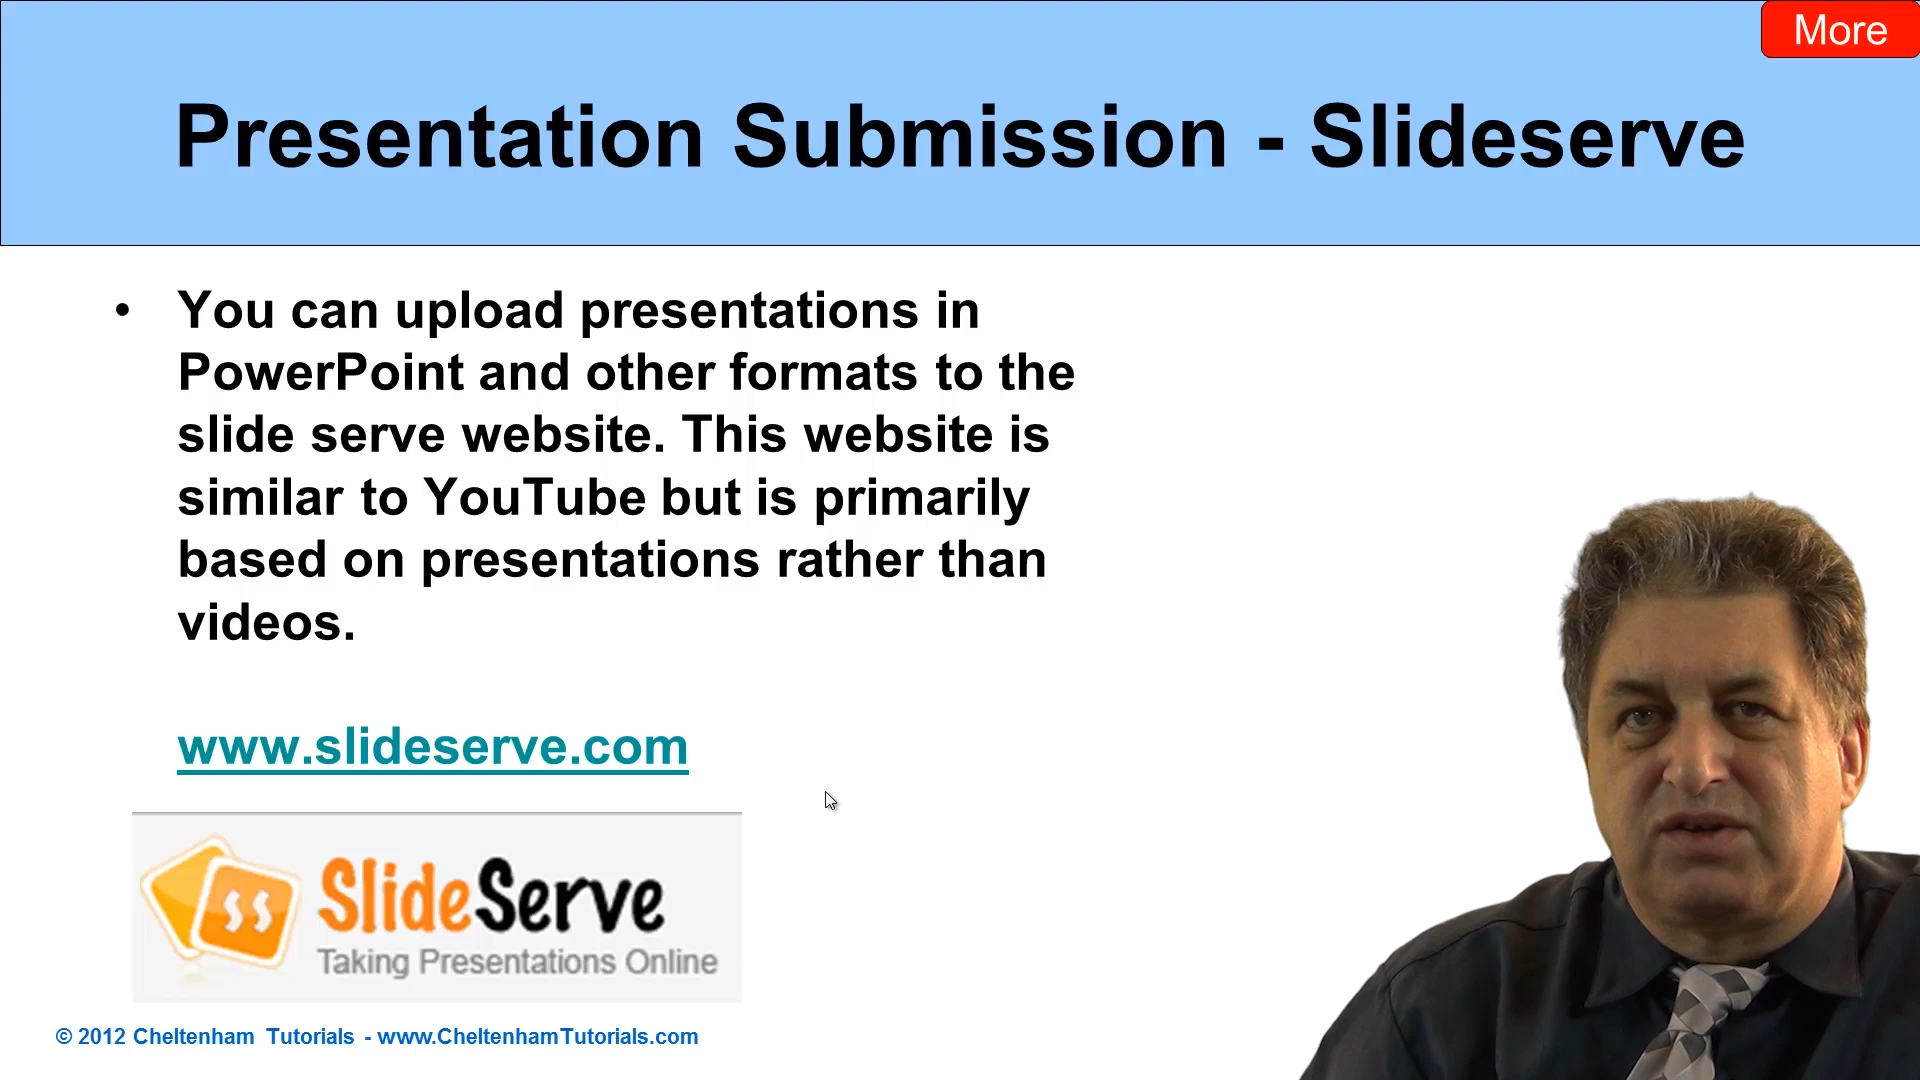 More
Presentation Submission - Slideserve
• You can upload presentations in
PowerPoint and other formats to the
slide serve website. This website is
similar to YouTube but is primarily
based on presentations rather than
videos.
www.slideserve.com
SS SlideServe
Taking Presentations Online
© 2012 Cheltenham Tutorials - www.CheltenhamTutorials.com